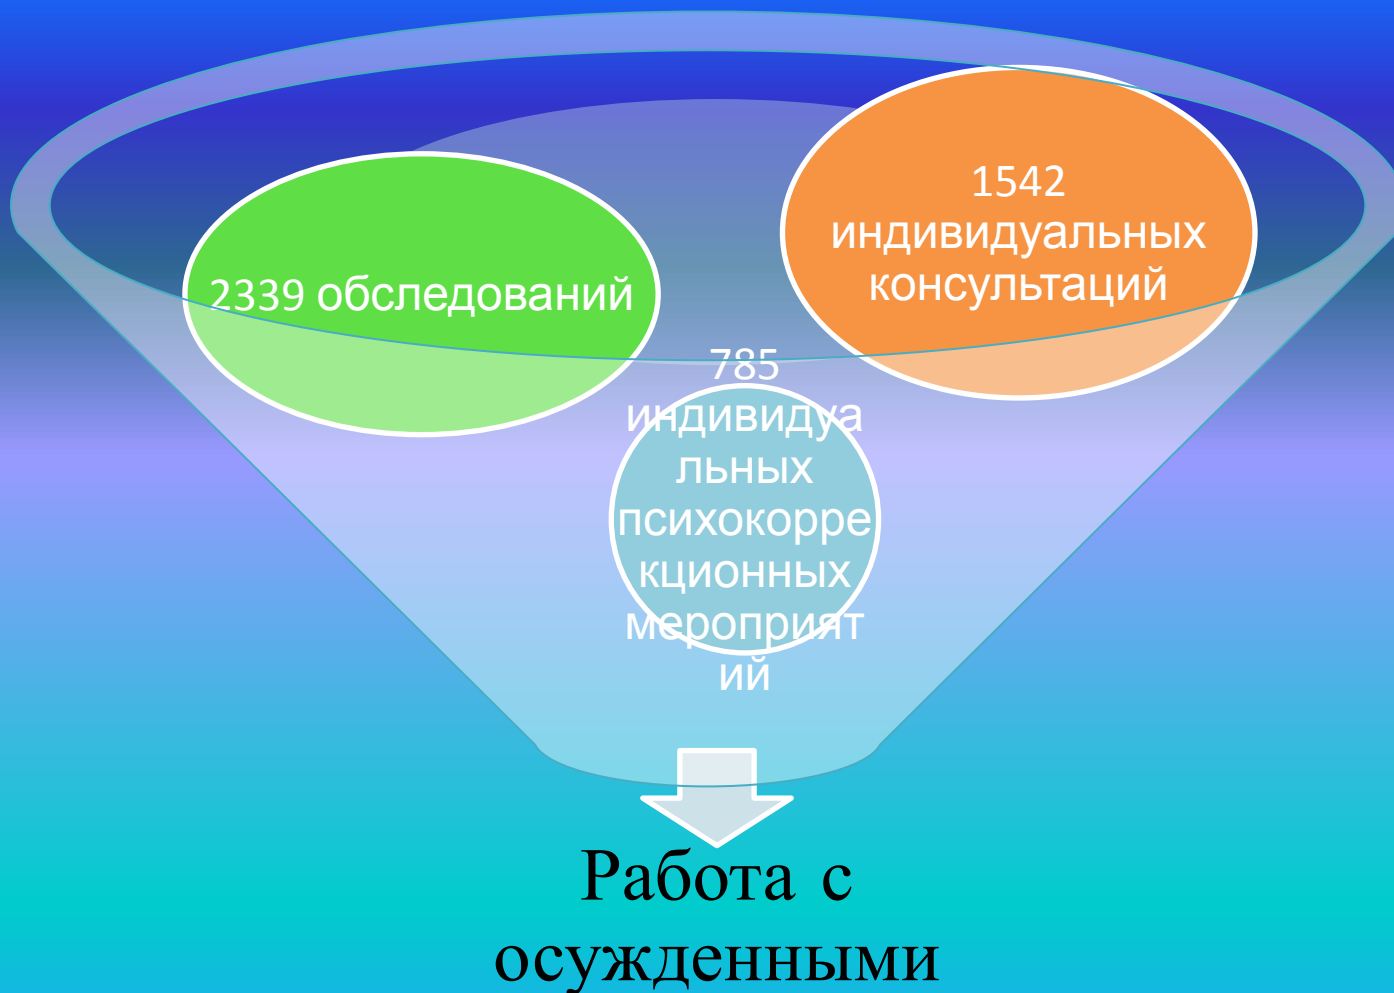 2339 обследований
1542
индивидуальных
консультаций
785
индивидуа
льных
психокорре
кционных
мероприят
ий
Работа с
осужденными